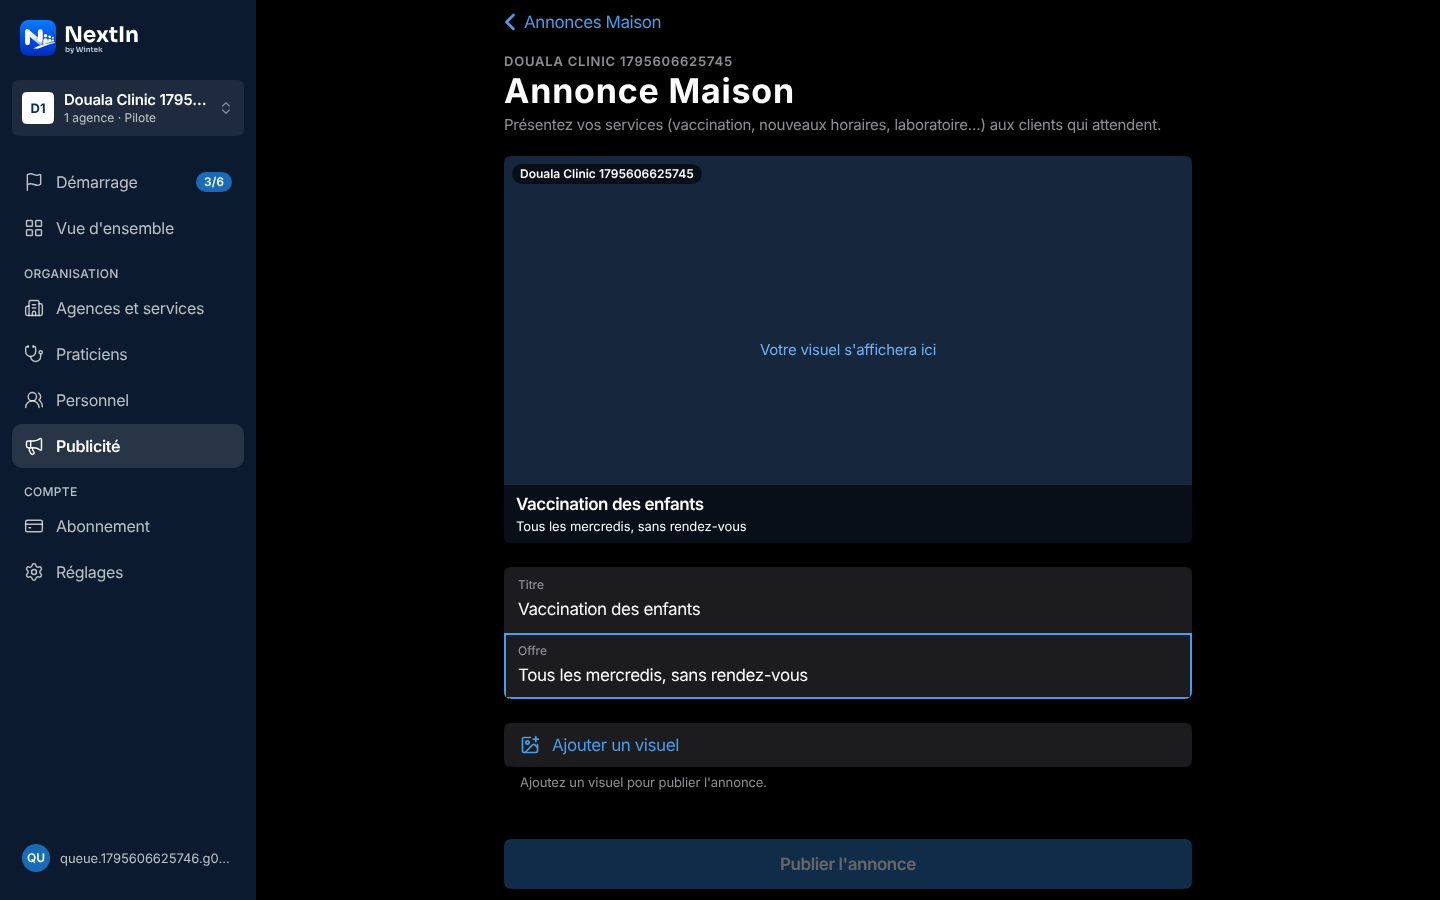 NextIn
by Wintek
D1
Douala Clinic 1795...
1 agence · Pilote
Démarrage
3/6
Vue d'ensemble
ORGANISATION
Agences et services
Praticiens
Personnel
Publicité
COMPTE
Abonnement
Réglages
QU
queue.1795606625746.g0...
Annonces Maison
DOUALA CLINIC 1795606625745
Annonce Maison
Présentez vos services (vaccination, nouveaux horaires, laboratoire...) aux clients qui attendent.
Douala Clinic 1795606625745
Votre visuel s'affichera ici
Vaccination des enfants
Tous les mercredis, sans rendez-vous
Titre
Vaccination des enfants
Offre
Tous les mercredis, sans rendez-vous
Ajouter un visuel
Ajoutez un visuel pour publier l'annonce.
Publier l'annonce